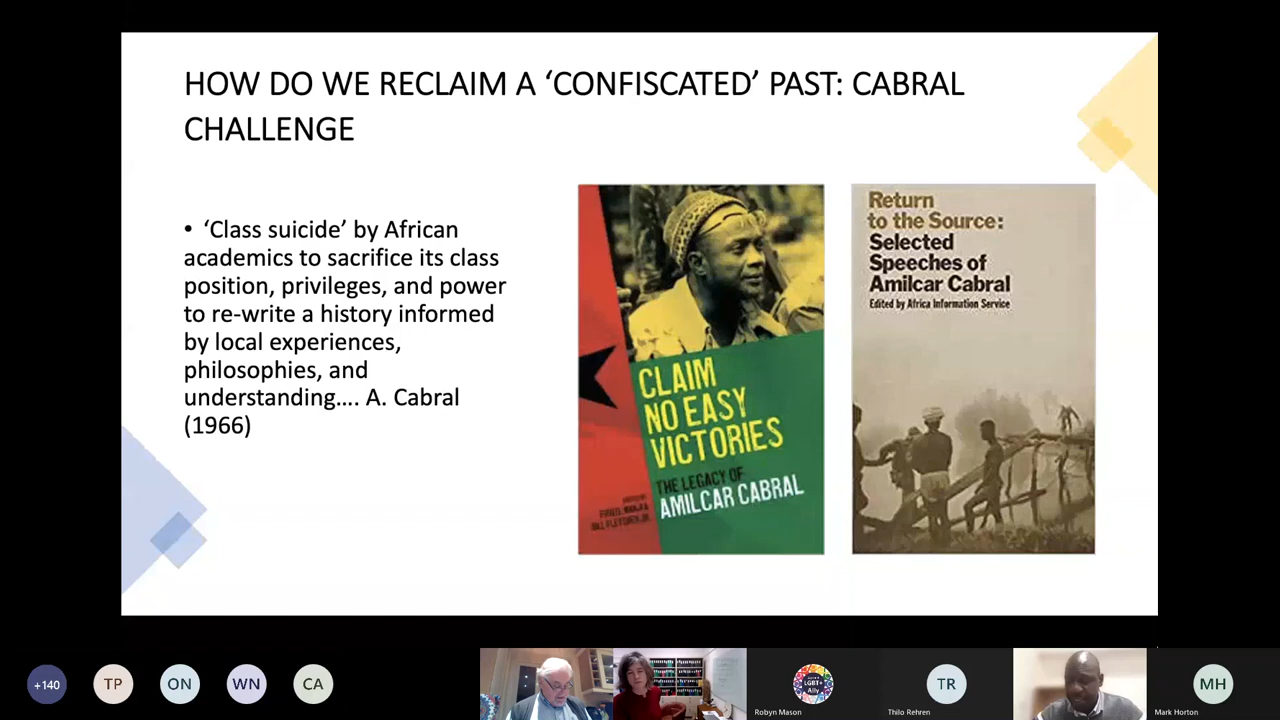 HOW DO WE RECLAIM A ‘CONFISCATED’ PAST: CABRAL
CHALLENGE
• ‘Class suicide’ by African
academics to sacrifice its class
position, privileges, and power
to re-write a history informed
by local experiences,
philosophies, and
understanding…. A. Cabral
(1966)
CLAIM
NO EASY
VICTORIES
THE LEGACY OF
AMILCAR CABRAL
Return
to the Source:
Selected
Speeches of
Amilcar Cabral
Edited by Africa Information Service
+140
TP
ON
WN
CA
Robyn Mason
LGBT+
Ally
TR
Thilo Rehren
MH
Mark Horton